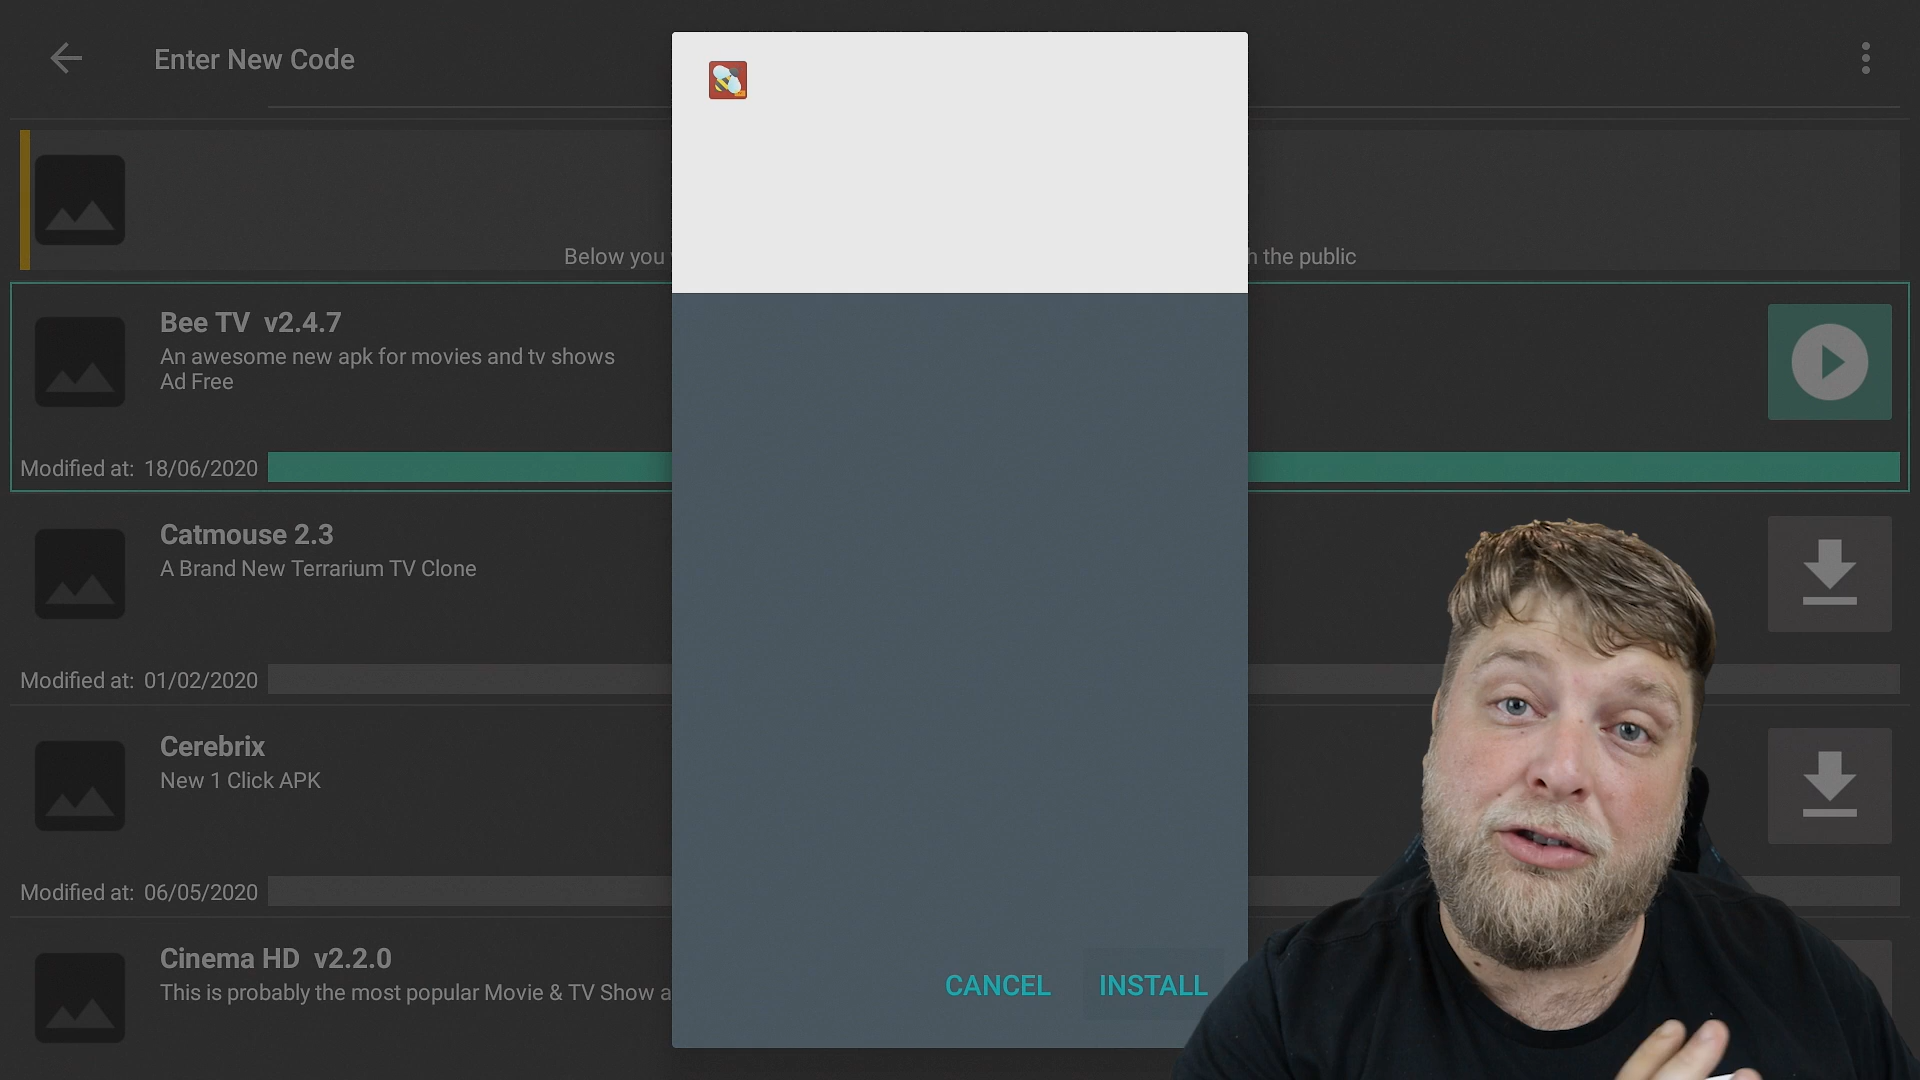 Enter New Code
Below you
the public
Bee TV v2.4.7
An awesome new apk for movies and tv shows
Ad Free
Modified at: 18/06/2020
Catmouse 2.3
A Brand New Terrarium TV Clone
Modified at: 01/02/2020
Cerebrix
New 1 Click APK
Modified at: 06/05/2020
Cinema HD v2.2.0
This is probably the most popular Movie & TV Show a
CANCEL
INSTALL